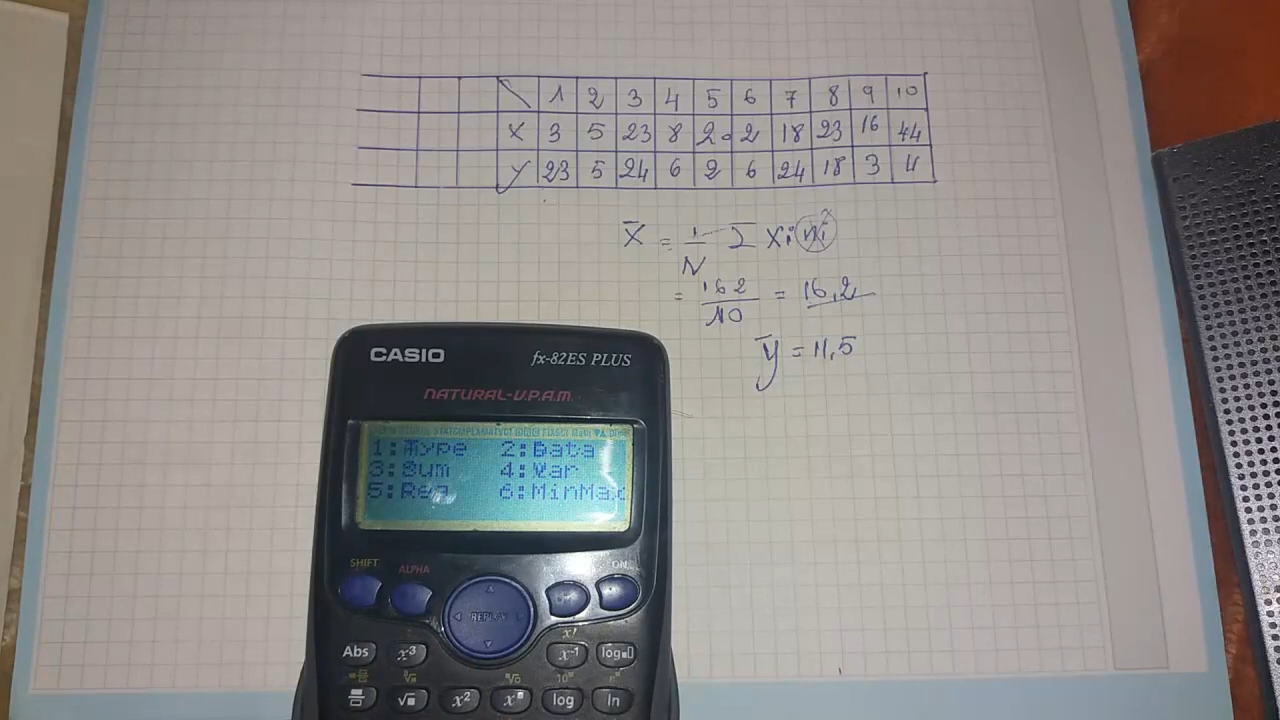 1 2 3 4 5 6 7 8 9 10
X 3 5 23 8 20 2 18 23 16 44
Y 23 5 24 6 2 6 24 18 3 4
X̄ = 1/N Σ xi ni
= 162/10 = 16,2
ȳ = 11,5
CASIO fx-82ES PLUS
NATURAL-V.P.A.M.
1:Type 2:Data
3:Sum 4:Var
5:Reg 6:MinMax
SHIFT ALPHA ON
REPLAY
x!
Abs x³ x⁻¹ log
10 
√ x² x log ln